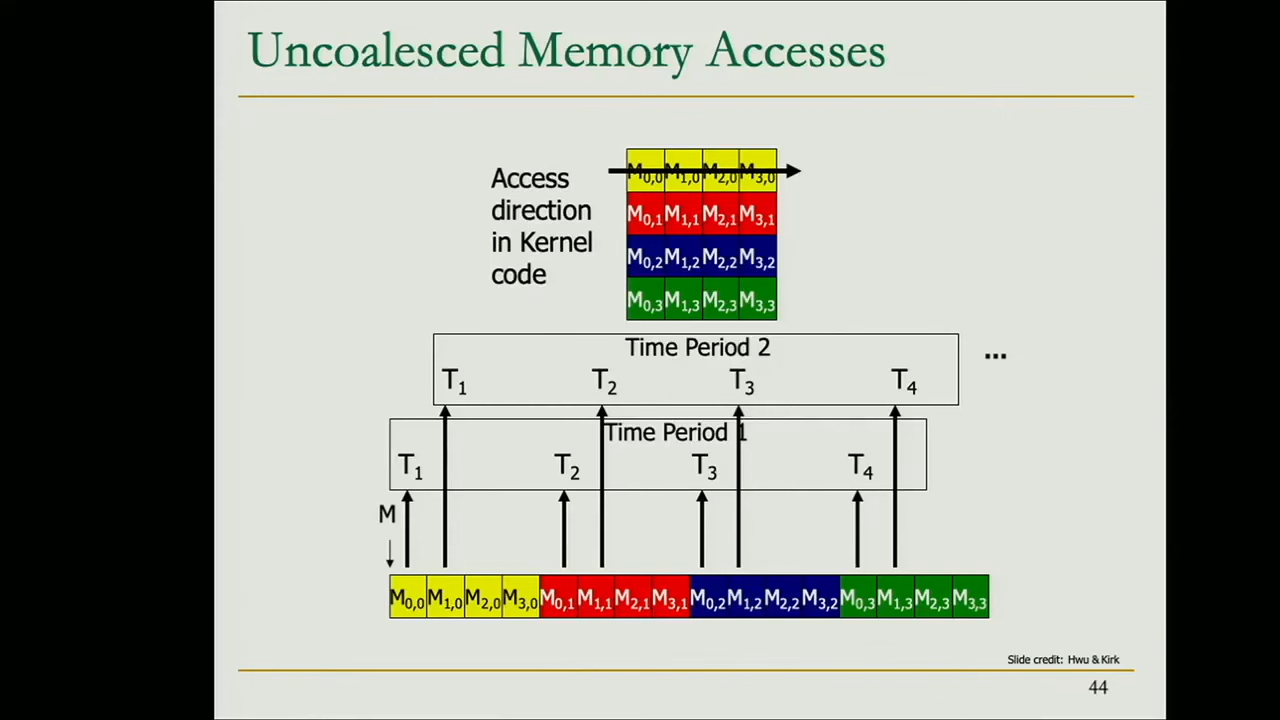 Uncoalesced Memory Accesses
Access
direction
in Kernel
code
M0,0 M1,0 M2,0 M3,0
M0,1 M1,1 M2,1 M3,1
M0,2 M1,2 M2,2 M3,2
M0,3 M1,3 M2,3 M3,3
Time Period 2
...
T1 T2 T3 T4
Time Period 1
T1 T2 T3 T4
M
M0,0 M1,0 M2,0 M3,0 M0,1 M1,1 M2,1 M3,1 M0,2 M1,2 M2,2 M3,2 M0,3 M1,3 M2,3 M3,3
Slide credit: Hwu & Kirk
44